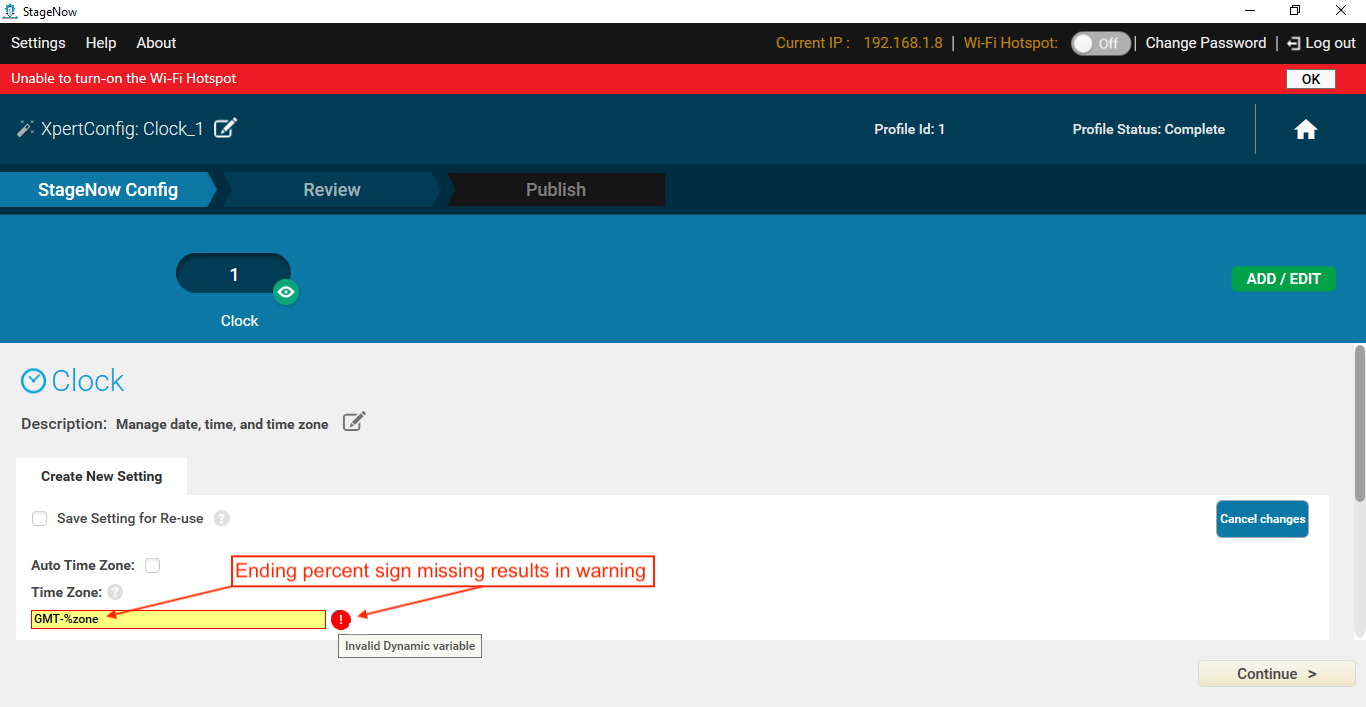 StageNow
Settings Help About Current IP : 192.168.1.8 | Wi-Fi Hotspot: Off | Change Password | Log out
Unable to turn-on the Wi-Fi Hotspot OK
XpertConfig: Clock_1 Profile Id: 1 Profile Status: Complete
StageNow Config Review Publish
1
ADD / EDIT
Clock
Clock
Description: Manage date, time, and time zone
Create New Setting
Save Setting for Re-use ? Cancel changes
Auto Time Zone:
Ending percent sign missing results in warning
Time Zone: ?
GMT-%zone !
Invalid Dynamic variable
Continue >